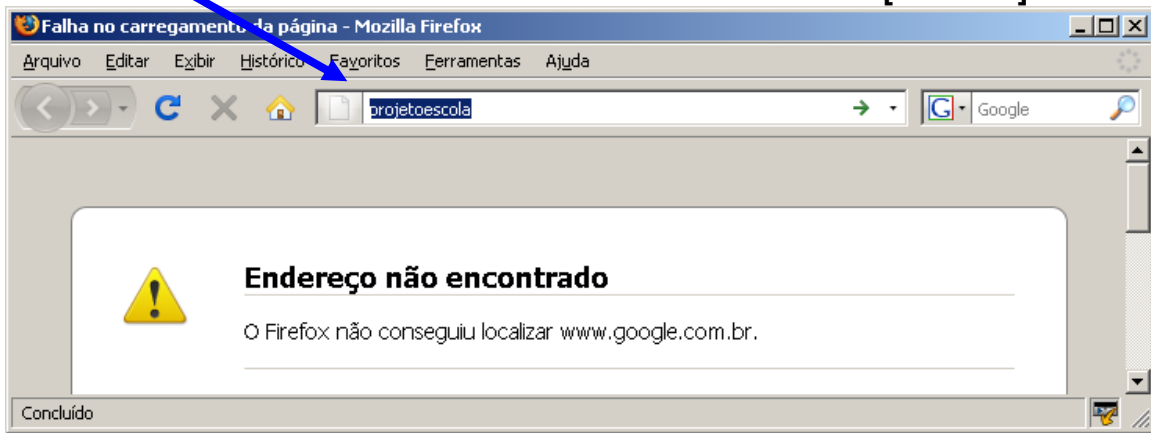 Falha no carregamento da página - Mozilla Firefox
Arquivo Editar Exibir Histórico Favoritos Ferramentas Ajuda
projetoescola G Google
Endereço não encontrado
O Firefox não conseguiu localizar www.google.com.br.
Concluído